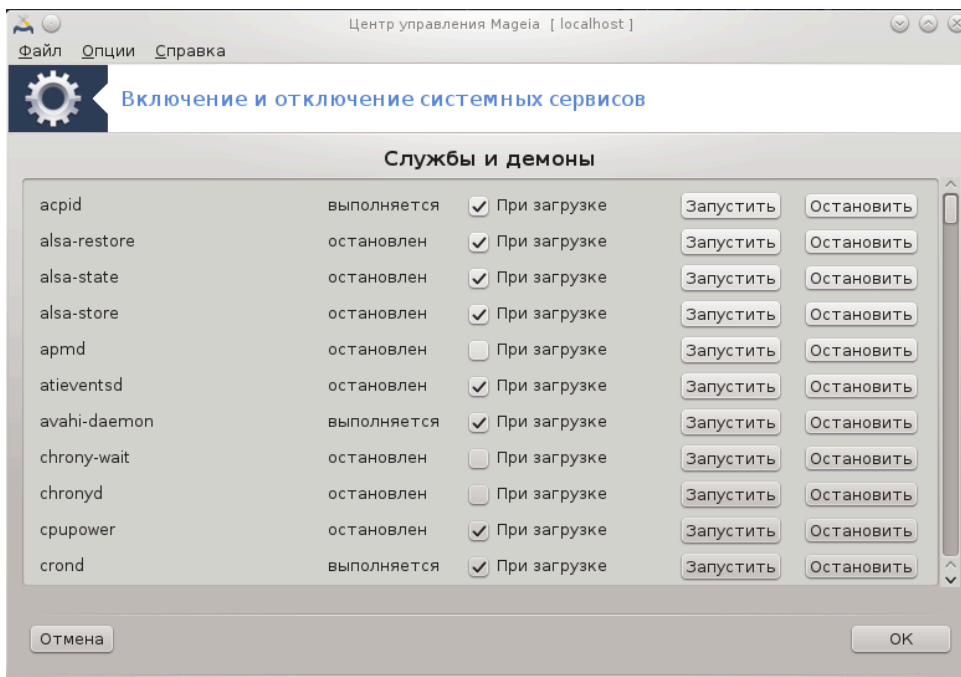 Центр управления Mageia [ localhost ]
Файл Опции Справка
Включение и отключение системных сервисов
Службы и демоны
acpid выполняется При загрузке Запустить Остановить
alsa-restore остановлен При загрузке Запустить Остановить
alsa-state остановлен При загрузке Запустить Остановить
alsa-store остановлен При загрузке Запустить Остановить
apmd остановлен При загрузке Запустить Остановить
atieventsd остановлен При загрузке Запустить Остановить
avahi-daemon выполняется При загрузке Запустить Остановить
chrony-wait остановлен При загрузке Запустить Остановить
chronyd остановлен При загрузке Запустить Остановить
cpupower остановлен При загрузке Запустить Остановить
crond выполняется При загрузке Запустить Остановить
Отмена OK